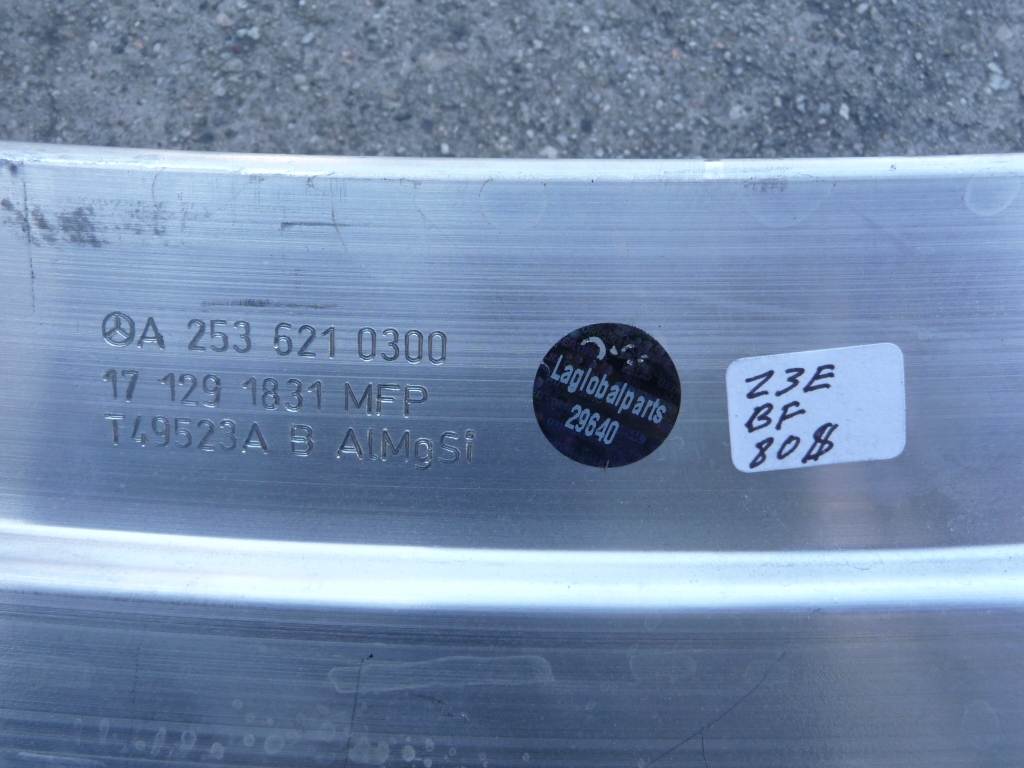 A 253 621 0300
17 129 1831 MFP
T49523A B AlMgSi
Laglobalparts
29640
Z3E
BF
80$